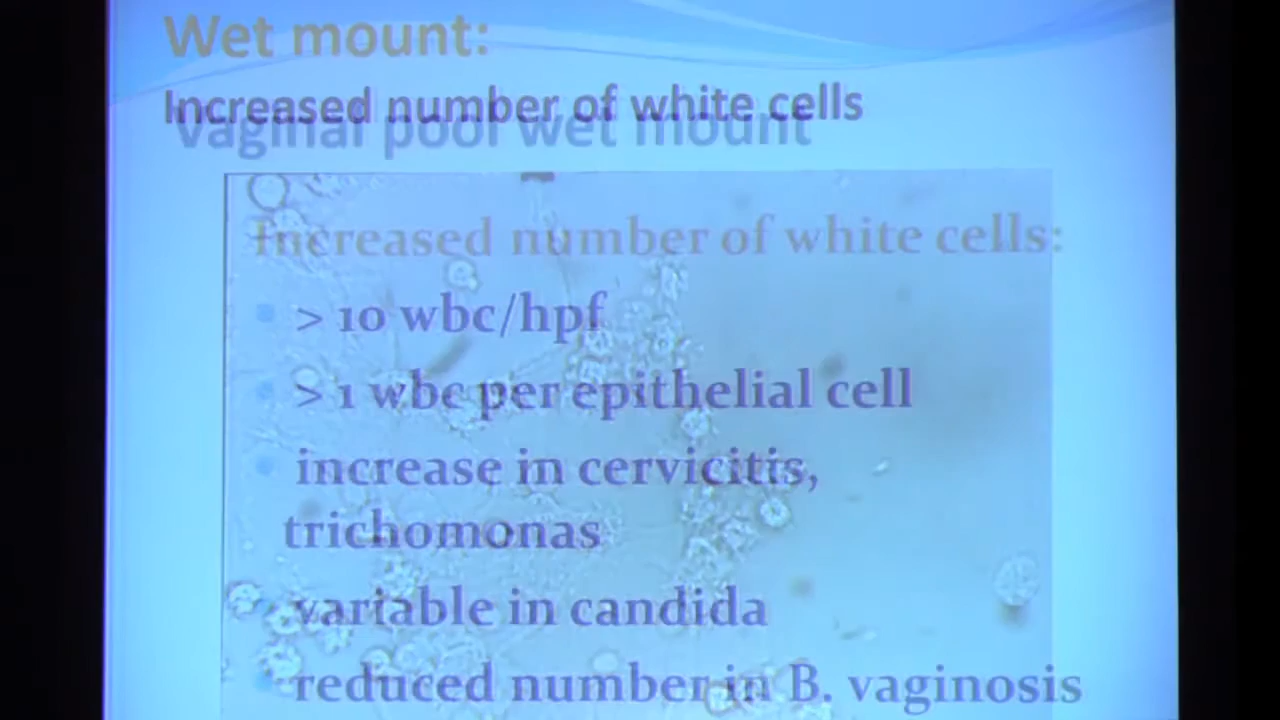 Wet mount:
Increased number of white cells
vaginal pool wet mount
Increased number of white cells:
> 10 wbc/hpf
> 1 wbc per epithelial cell
increase in cervicitis,
trichomonas
variable in candida
reduced number in B. vaginosis